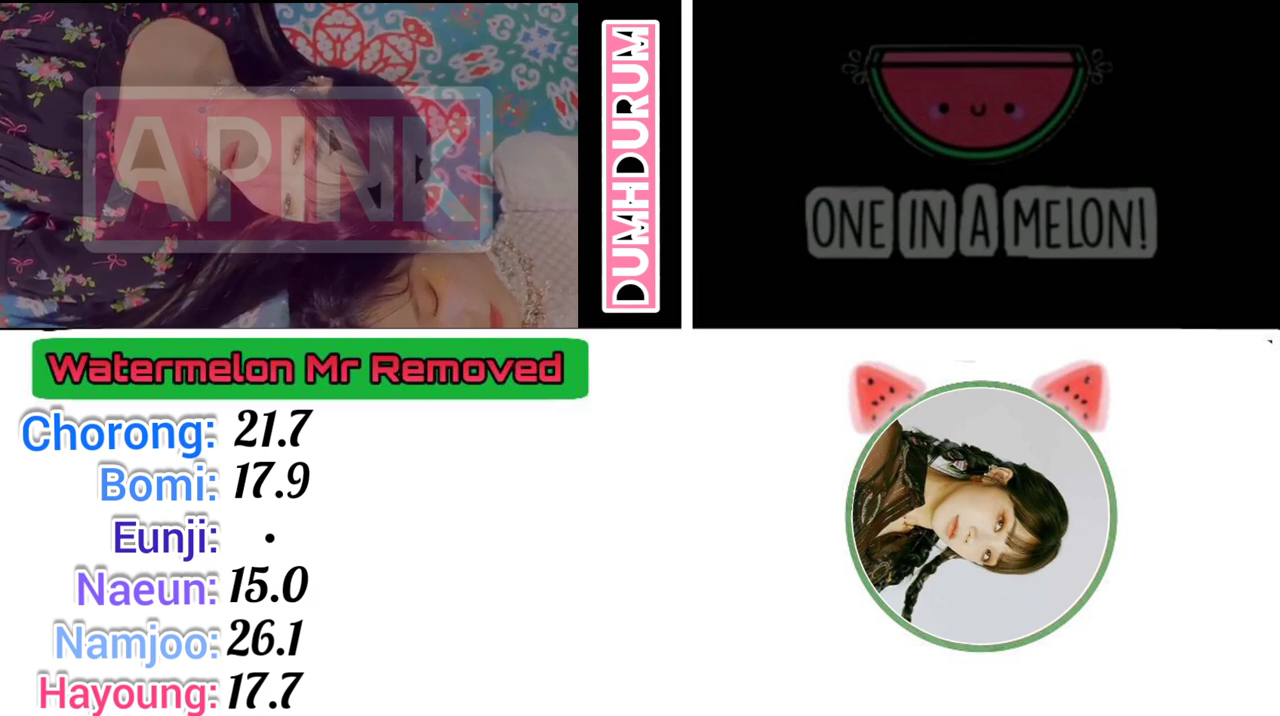 APINK
DUMHDURUM
ONE IN A MELON!
Watermelon Mr Removed
Chorong: 21.7
Bomi: 17.9
Eunji: .
Naeun: 15.0
Namjoo: 26.1
Hayoung: 17.7